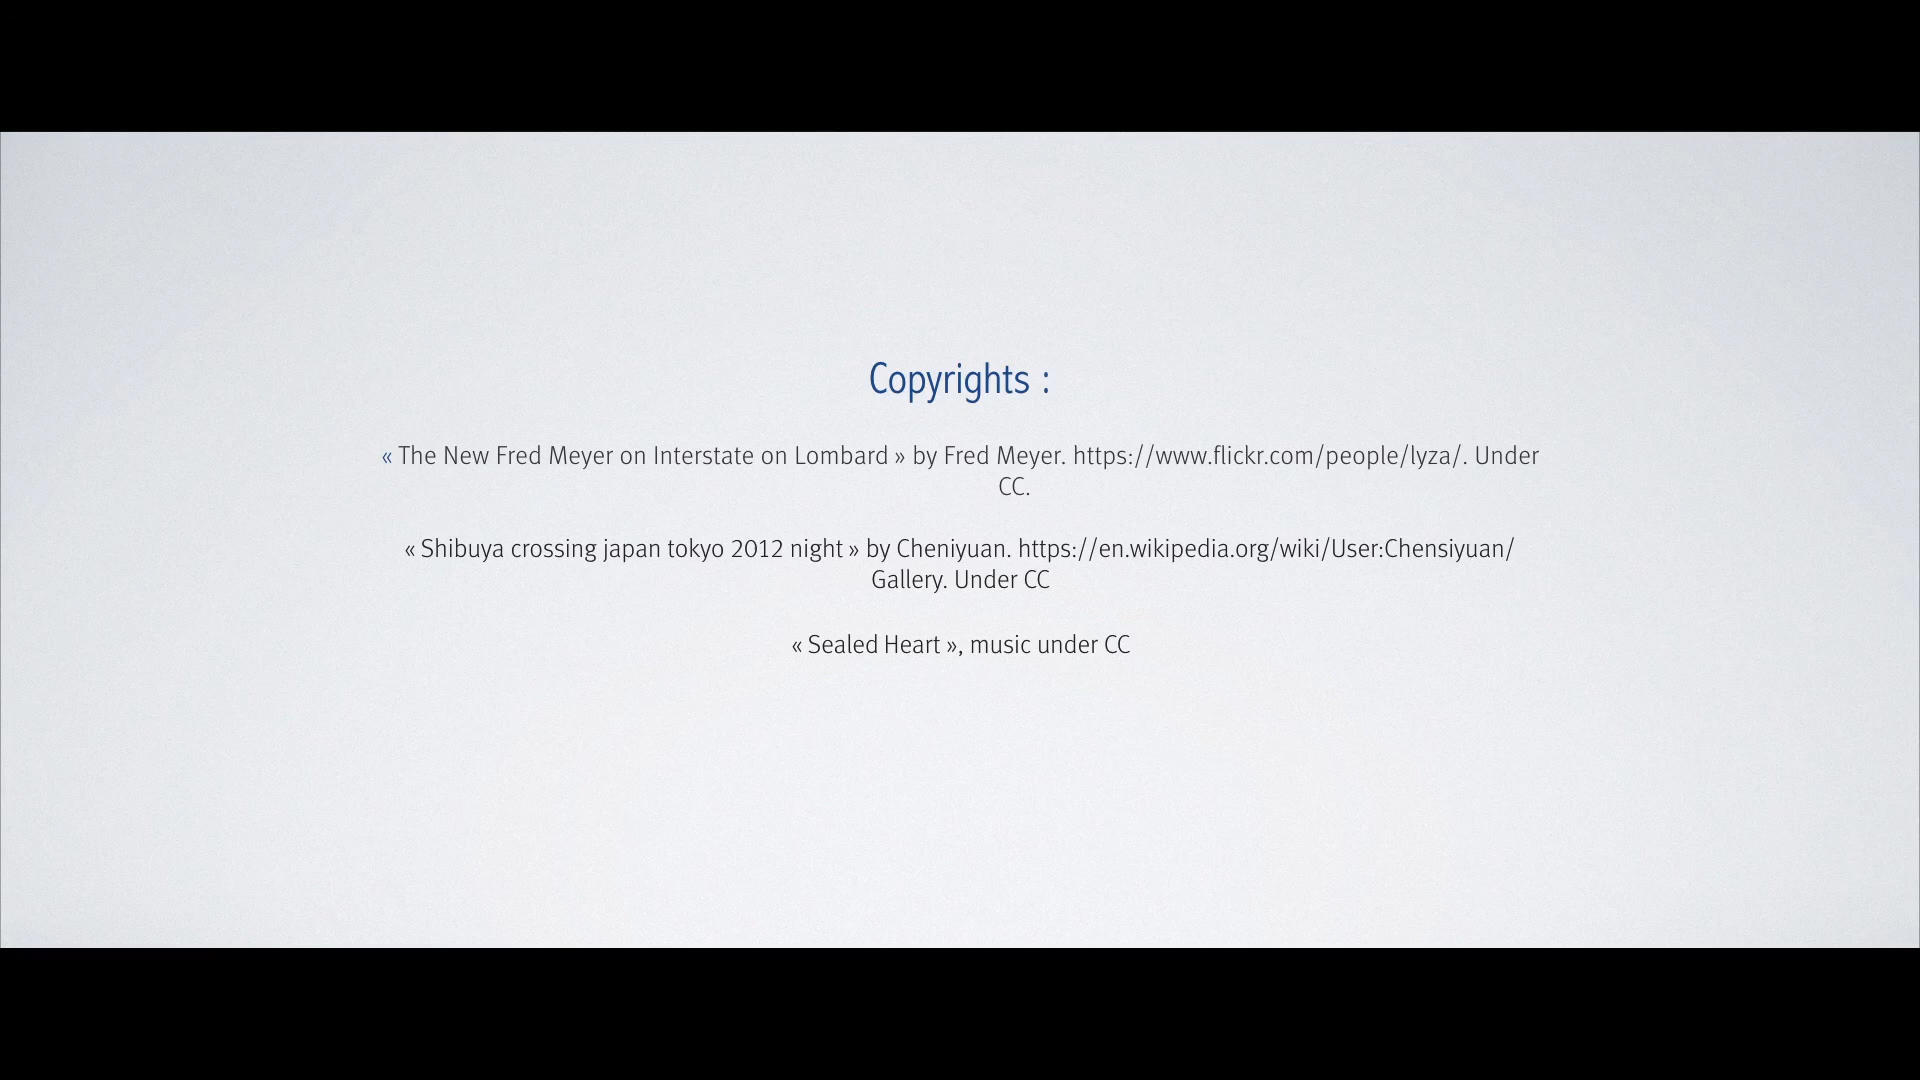 Copyrights :
« The New Fred Meyer on Interstate on Lombard » by Fred Meyer. https://www.flickr.com/people/lyza/. Under
CC.
« Shibuya crossing japan tokyo 2012 night » by Cheniyuan. https://en.wikipedia.org/wiki/User:Chensiyuan/
Gallery. Under CC
« Sealed Heart », music under CC